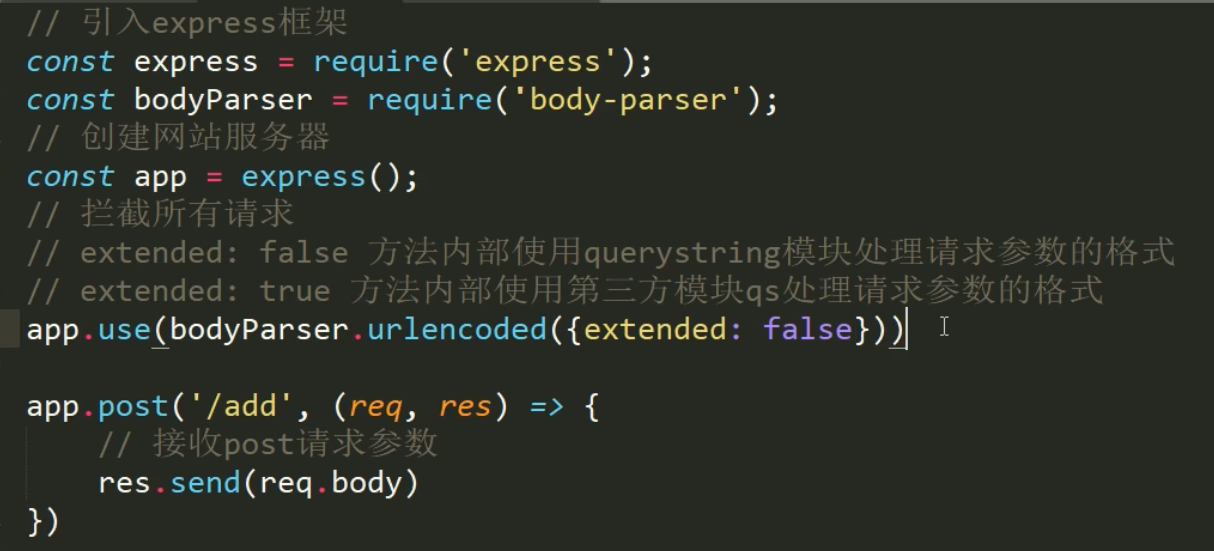 // 引入express框架
const express = require('express');
const bodyParser = require('body-parser');
// 创建网站服务器
const app = express();
// 拦截所有请求
// extended: false 方法内部使用querystring模块处理请求参数的格式
// extended: true 方法内部使用第三方模块qs处理请求参数的格式
app.use(bodyParser.urlencoded({extended: false}))
app.post('/add', (req, res) => {
    // 接收post请求参数
    res.send(req.body)
})